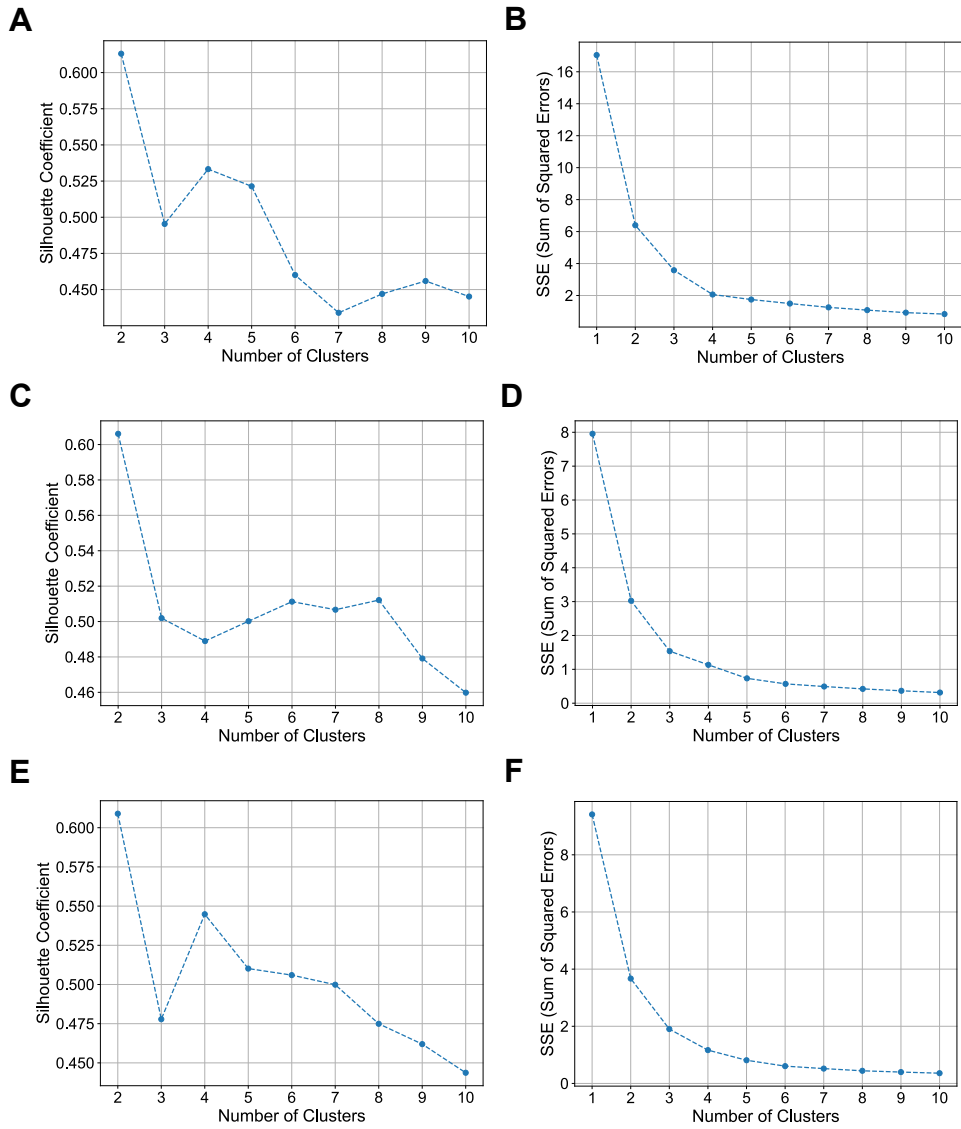 A
Silhouette Coefficient
0.600
0.575
0.550
0.525
0.500
0.475
0.450
2 3 4 5 6 7 8 9 10
Number of Clusters
B
SSE (Sum of Squared Errors)
16
14
12
10
8
6
4
2
1 2 3 4 5 6 7 8 9 10
Number of Clusters
C
Silhouette Coefficient
0.60
0.58
0.56
0.54
0.52
0.50
0.48
0.46
2 3 4 5 6 7 8 9 10
Number of Clusters
D
SSE (Sum of Squared Errors)
8
7
6
5
4
3
2
1
0
1 2 3 4 5 6 7 8 9 10
Number of Clusters
E
Silhouette Coefficient
0.600
0.575
0.550
0.525
0.500
0.475
0.450
2 3 4 5 6 7 8 9 10
Number of Clusters
F
SSE (Sum of Squared Errors)
8
6
4
2
0
1 2 3 4 5 6 7 8 9 10
Number of Clusters